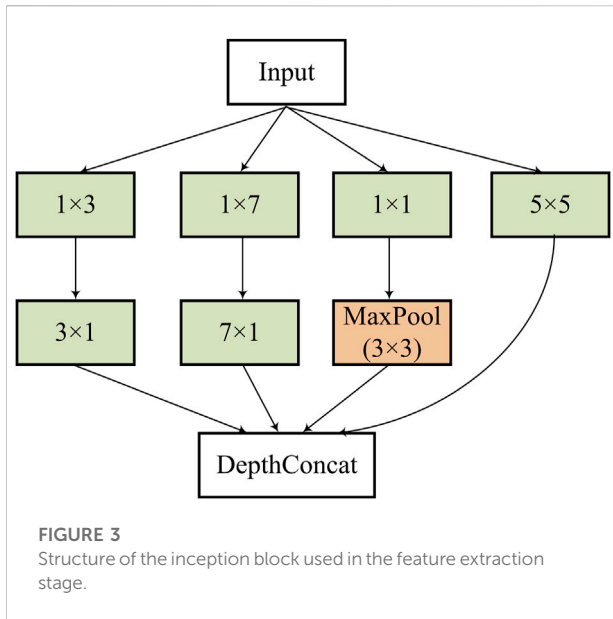 Input
1×3
1×7
1×1
5×5
3×1
7×1
MaxPool
(3×3)
DepthConcat
FIGURE 3
Structure of the inception block used in the feature extraction
stage.